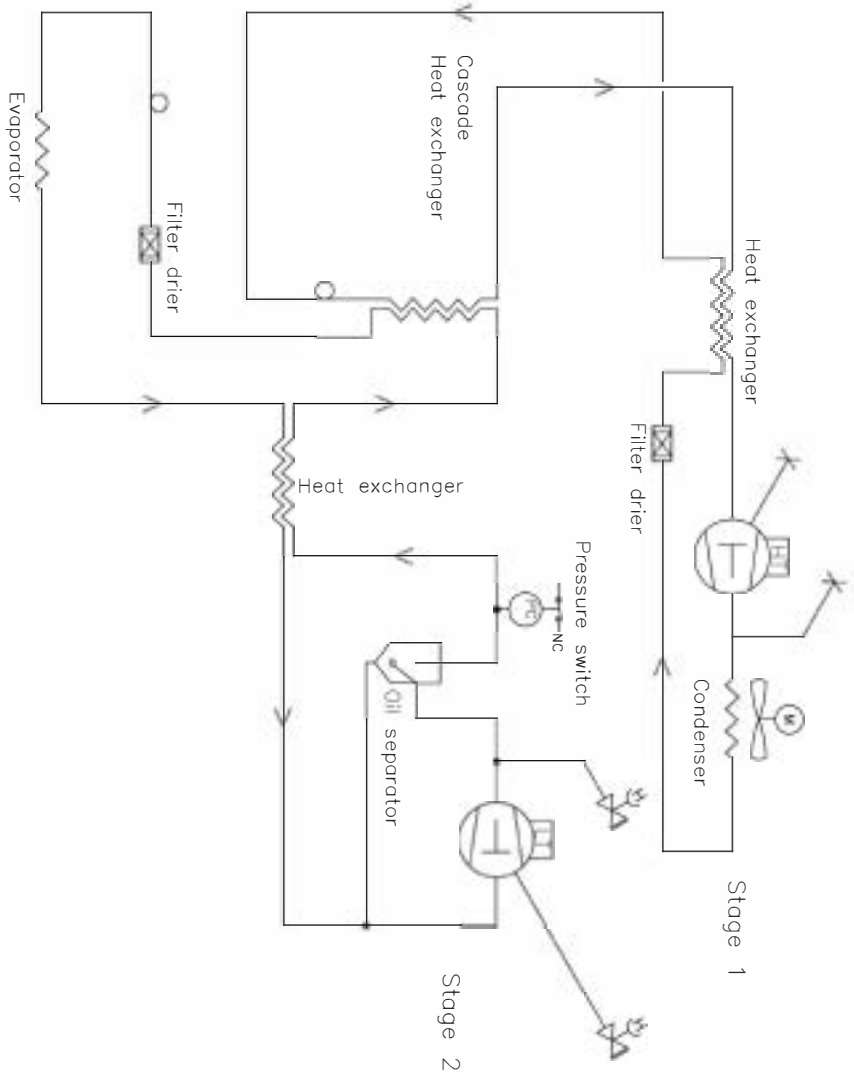 Stage 1
Stage 2
Condenser
M
Heat exchanger
Filter drier
Pressure switch
NC
Oil
separator
Heat exchanger
Cascade
Heat exchanger
Filter drier
Evaporator